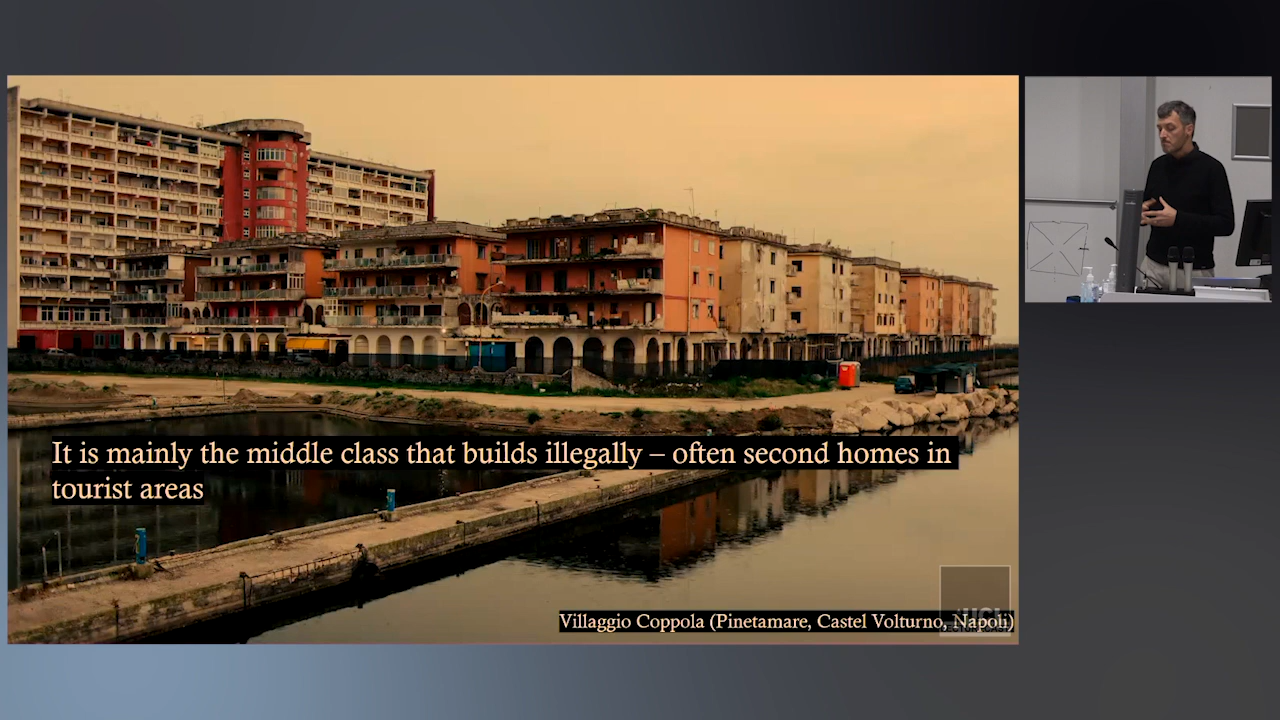 It is mainly the middle class that builds illegally – often second homes in
tourist areas
Villaggio Coppola (Pinetamare, Castel Volturno, Napoli)
UCL